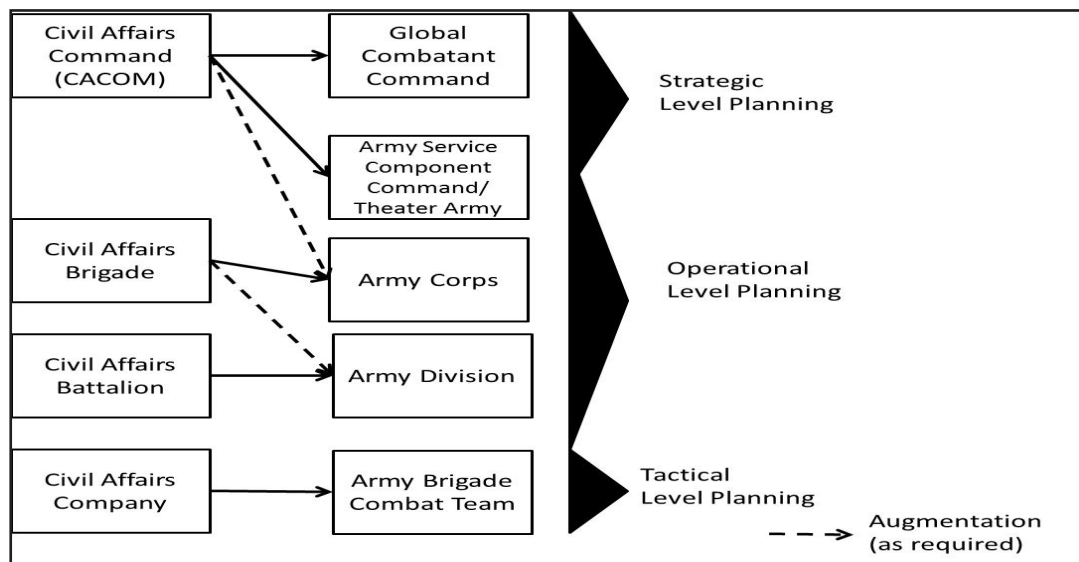 Civil Affairs
Command
(CACOM)
Global
Combatant
Command
Strategic
Level Planning
Army Service
Component
Command/
Theater Army
Civil Affairs
Brigade
Army Corps
Operational
Level Planning
Civil Affairs
Battalion
Army Division
Civil Affairs
Company
Army Brigade
Combat Team
Tactical
Level Planning
Augmentation
(as required)